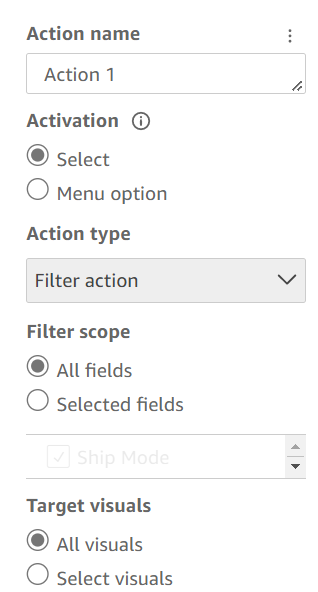 Action name
Action 1
Activation
Select
Menu option
Action type
Filter action
Filter scope
All fields
Selected fields
Ship Mode
Target visuals
All visuals
Select visuals